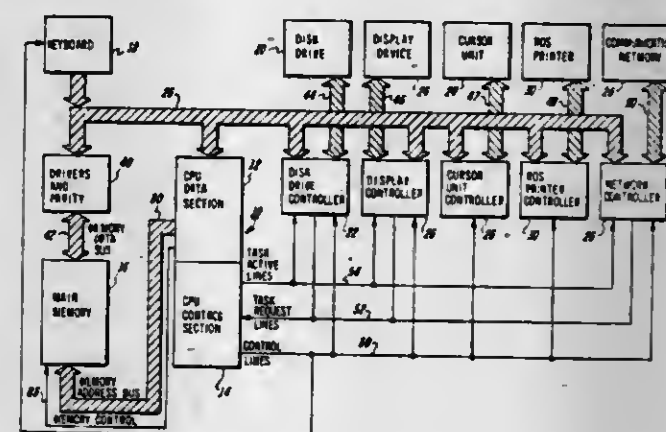 KEYBOARD
DISK
DRIVE
DISPLAY
DEVICE
CURSOR
UNIT
ROS
PRINTER
COMMUNICATION
NETWORK
DRIVERS
AND
PARITY
MEMORY
DATA
BUS
MAIN
MEMORY
CPU
DATA
SECTION
CPU
CONTROL
SECTION
DISK
DRIVE
CONTROLLER
DISPLAY
CONTROLLER
CURSOR
UNIT
CONTROLLER
ROS
PRINTER
CONTROLLER
NETWORK
CONTROLLER
TASK
ACTIVE
LINES
TASK
REQUEST
LINES
CONTROL
LINES
MEMORY
ADDRESS BUS
MEMORY CONTROL